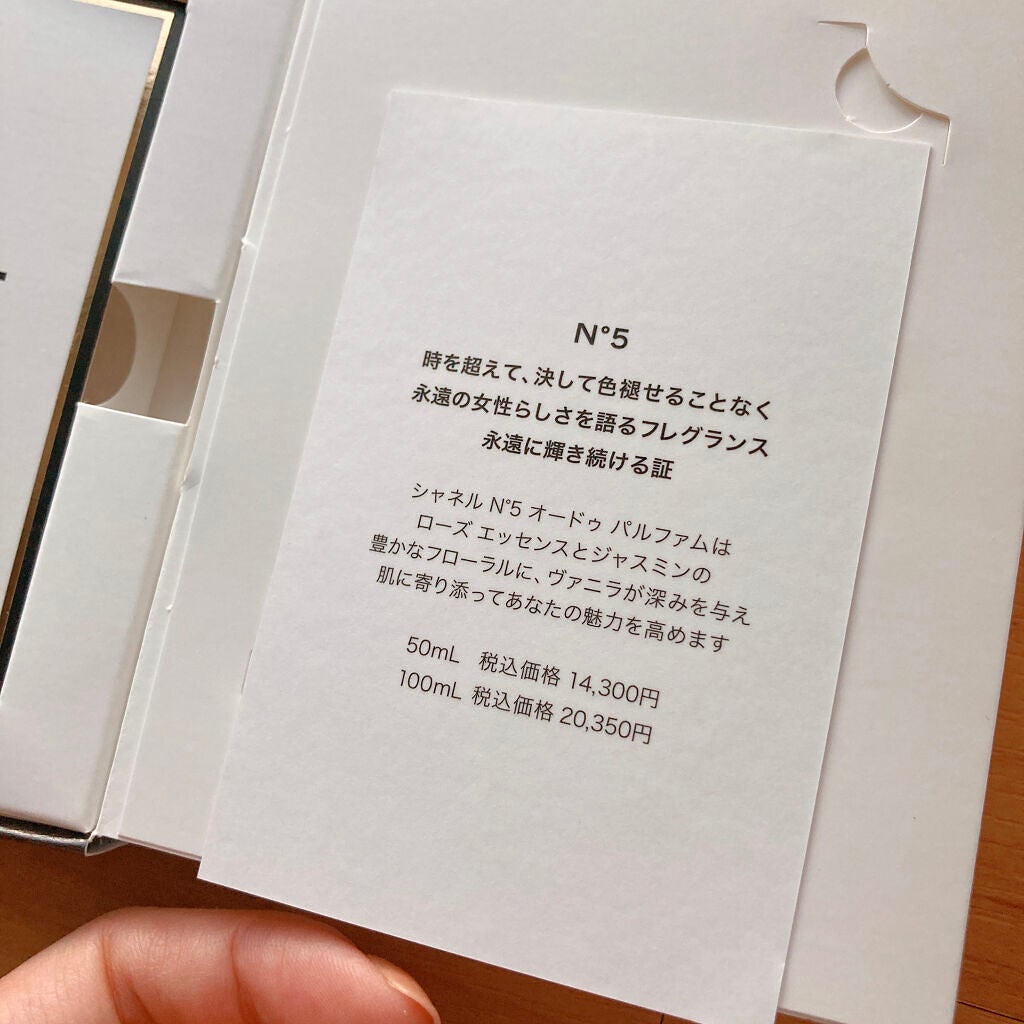 N°5
時を超えて、決して色褪せることなく
永遠の女性らしさを語るフレグランス
永遠に輝き続ける証
シャネル N°5 オードゥ パルファムは
ローズ エッセンスとジャスミンの
豊かなフローラルに、ヴァニラが深みを与え
肌に寄り添ってあなたの魅力を高めます
50mL 税込価格 14,300円
100mL 税込価格 20,350円